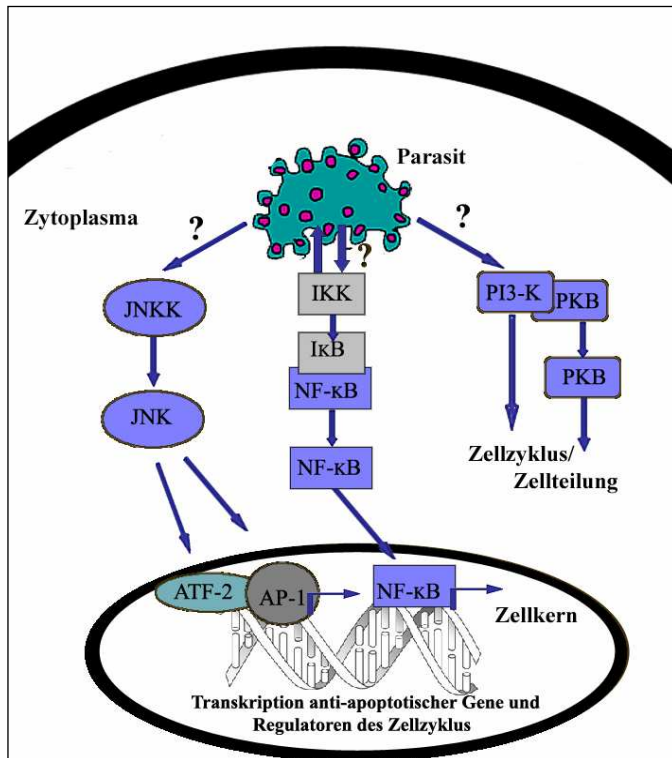 Parasit
Zytoplasma
?
?
?
JNKK
IKK
PI3-K
PKB
IκB
NF-κB
PKB
JNK
NF-κB
Zellzyklus/
Zellteilung
ATF-2
AP-1
NF-κB
Zellkern
Transkription anti-apoptotischer Gene und
Regulatoren des Zellzyklus